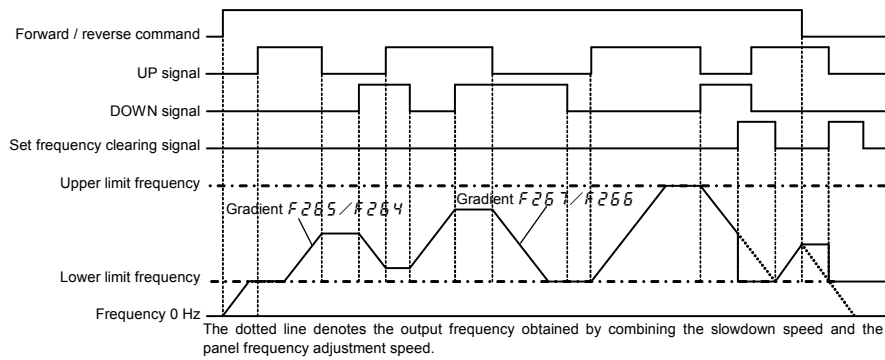 Forward / reverse command
UP signal
DOWN signal
Set frequency clearing signal
Upper limit frequency
Gradient F265/F264
Gradient F267/F266
Lower limit frequency
Frequency 0 Hz
The dotted line denotes the output frequency obtained by combining the slowdown speed and the
panel frequency adjustment speed.